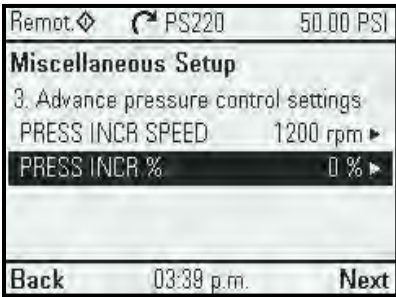 Remot. PS220 50.00 PSI
Miscellaneous Setup
3. Advance pressure control settings
PRESS INCR SPEED 1200 rpm
PRESS INCR % 0 %
Back 03:39 p.m. Next